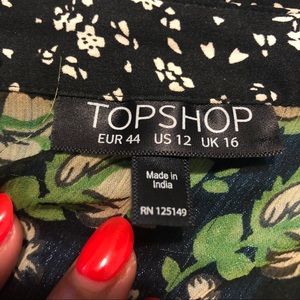 TOPSHOP
EUR 44 US 12 UK 16
Made in
India
RN 125149